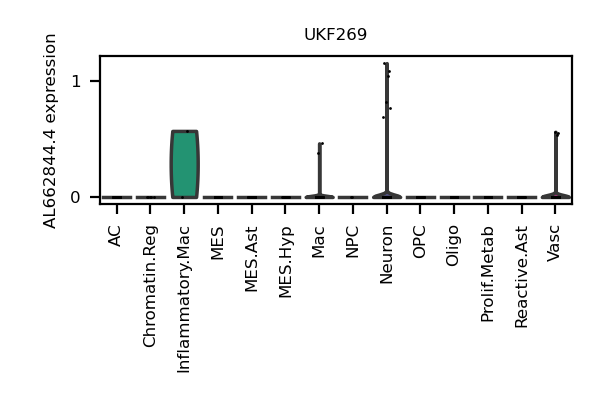 UKF269
AL662844.4 expression
1
0
AC
Chromatin.Reg
Inflammatory.Mac
MES
MES.Ast
MES.Hyp
Mac
NPC
Neuron
OPC
Oligo
Prolif.Metab
Reactive.Ast
Vasc